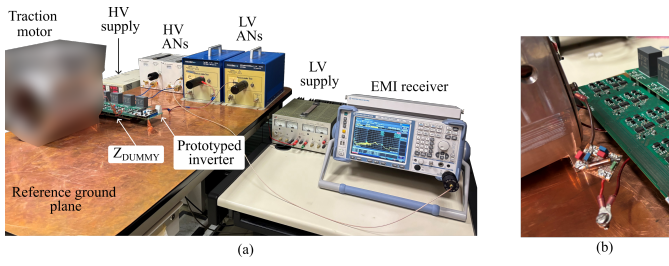 Traction
motor
HV
supply
HV
ANs
LV
ANs
LV
supply
EMI receiver
Z_DUMMY
Prototyped
inverter
Reference ground
plane
(a)
(b)